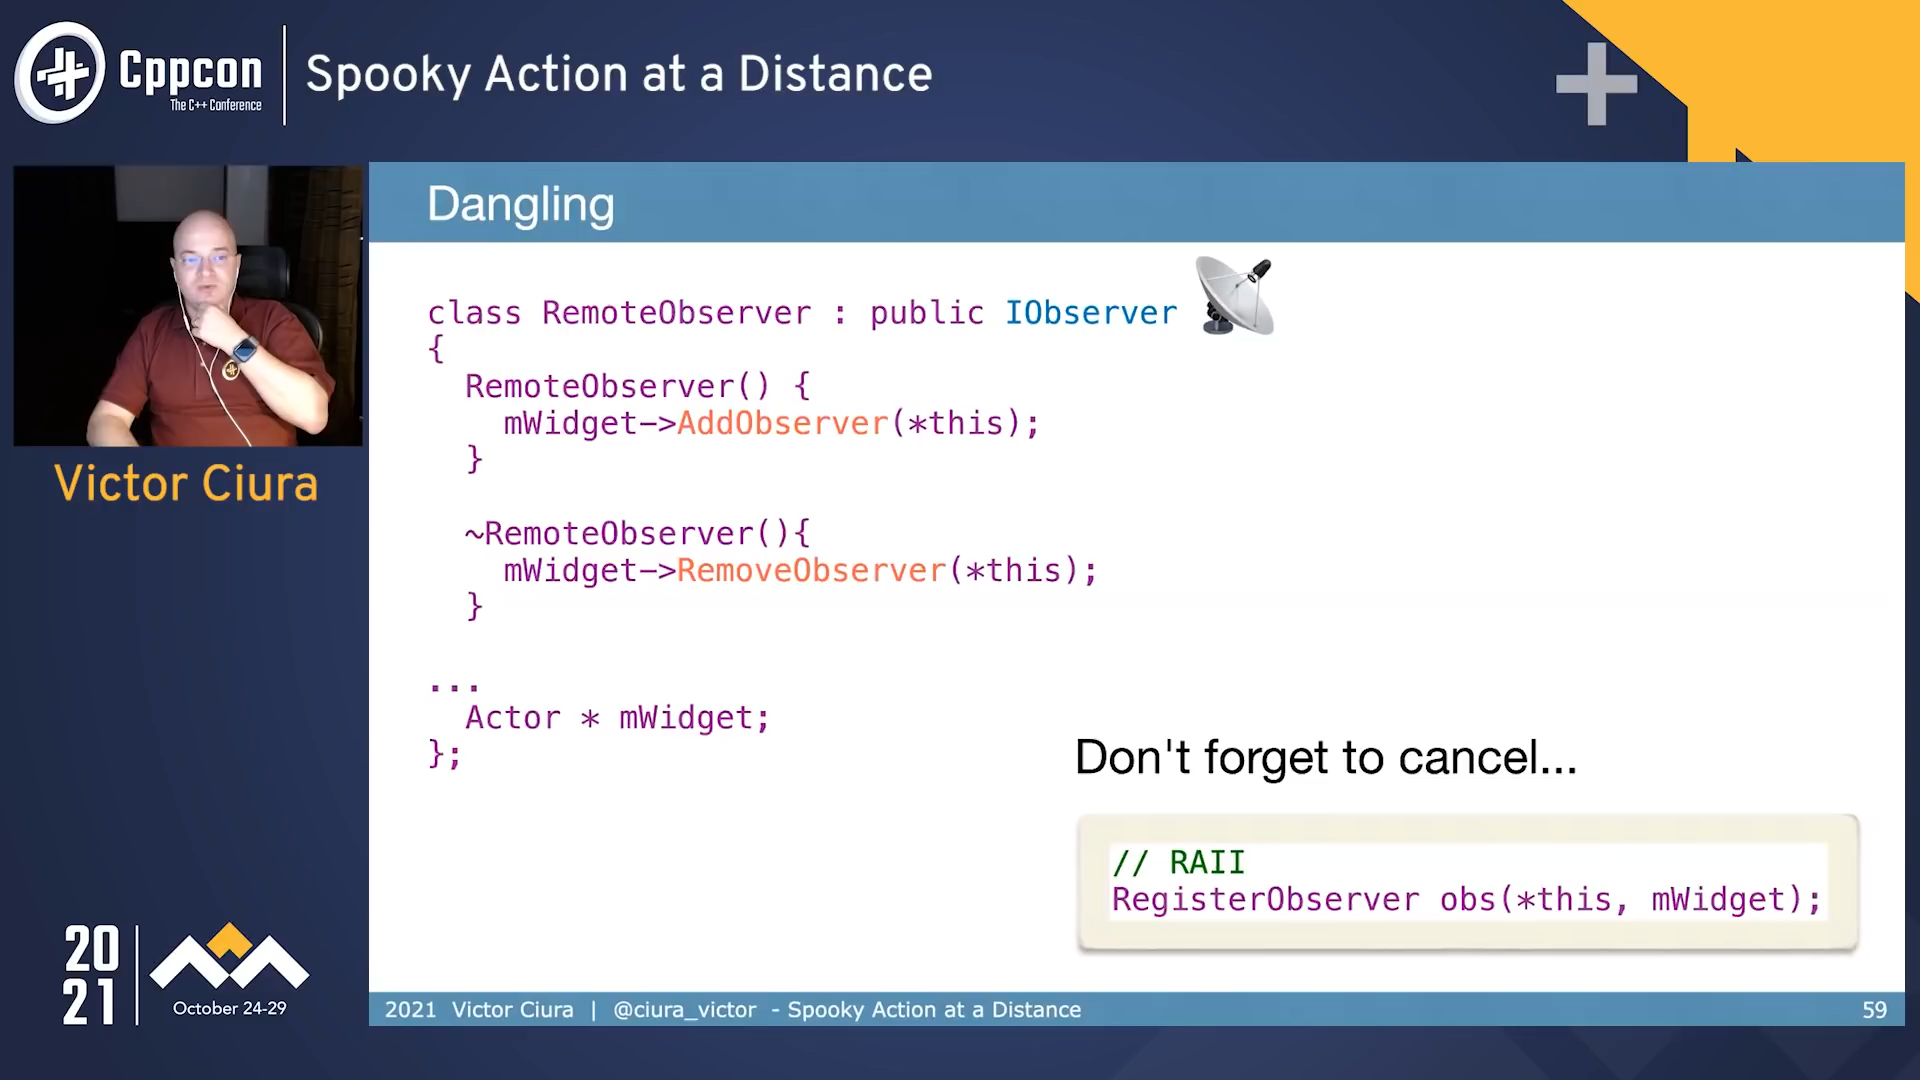 Cppcon
The C++ Conference
Spooky Action at a Distance
Victor Ciura
Dangling
class RemoteObserver : public IObserver
{
RemoteObserver() {
mWidget->AddObserver(*this);
}
~RemoteObserver(){
mWidget->RemoveObserver(*this);
}
...
Actor * mWidget;
};
Don't forget to cancel...
// RAII
RegisterObserver obs(*this, mWidget);
20
21
October 24-29
2021 Victor Ciura | @ciura_victor - Spooky Action at a Distance
59